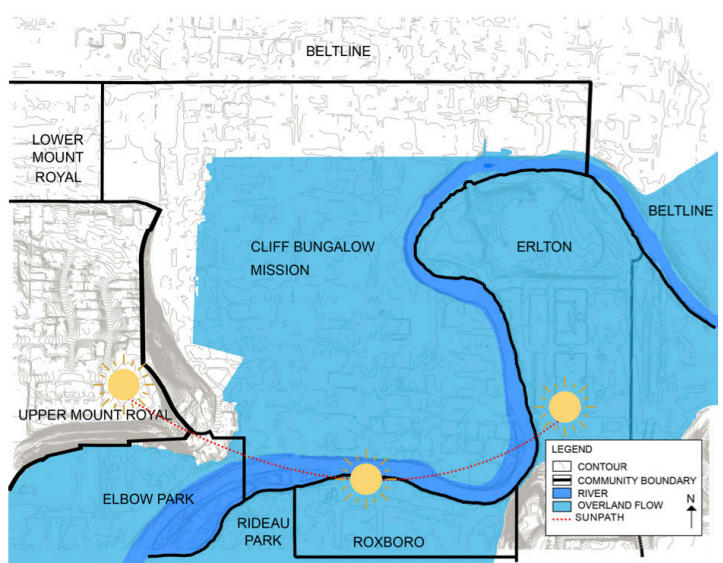 BELTLINE
LOWER
MOUNT
ROYAL
BELTLINE
CLIFF BUNGALOW
MISSION
ERLTON
UPPER MOUNT ROYAL
ELBOW PARK
RIDEAU
PARK
ROXBORO
LEGEND
CONTOUR
COMMUNITY BOUNDARY
RIVER
OVERLAND FLOW
SUNPATH
N